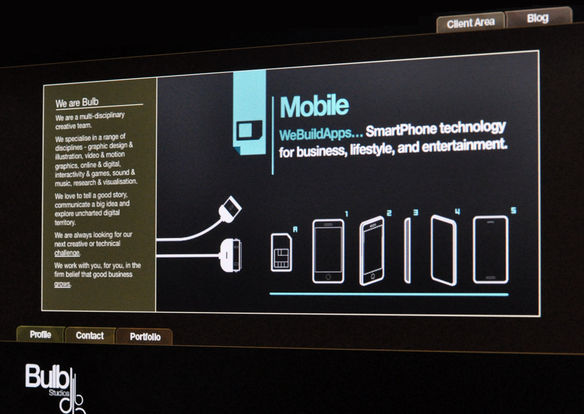 Client Area
Blog
We are Bulb
We are a multi-disciplinary
creative team.
We specialise in a range of
disciplines - graphic design &
illustration, video & motion
graphics, online & digital,
interactivity & games, sound &
music, research & visualisation.
We love to tell a good story,
communicate a big idea and
explore uncharted digital
territory.
We are always looking for our
next creative or technical
challenge.
We work with you, for you, in the
firm belief that good business
grows.
Mobile
WeBuildApps... SmartPhone technology
for business, lifestyle, and entertainment.
A 1 2 3 4 5
Profile
Contact
Portfolio
Bulb
Studios